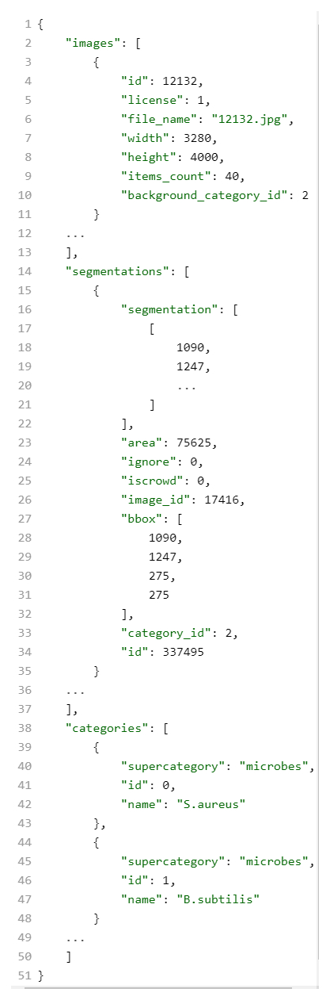 1 {
2     "images": [
3         {
4             "id": 12132,
5             "license": 1,
6             "file_name": "12132.jpg",
7             "width": 3280,
8             "height": 4000,
9             "items_count": 40,
10             "background_category_id": 2
11         }
12     ...
13     ],
14     "segmentations": [
15         {
16             "segmentation": [
17                 [
18                     1090,
19                     1247,
20                     ...
21                 ]
22             ],
23             "area": 75625,
24             "ignore": 0,
25             "iscrowd": 0,
26             "image_id": 17416,
27             "bbox": [
28                 1090,
29                 1247,
30                 275,
31                 275
32             ],
33             "category_id": 2,
34             "id": 337495
35         }
36     ...
37     ],
38     "categories": [
39         {
40             "supercategory": "microbes",
41             "id": 0,
42             "name": "S.aureus"
43         },
44         {
45             "supercategory": "microbes",
46             "id": 1,
47             "name": "B.subtilis"
48         }
49     ...
50     ]
51 }